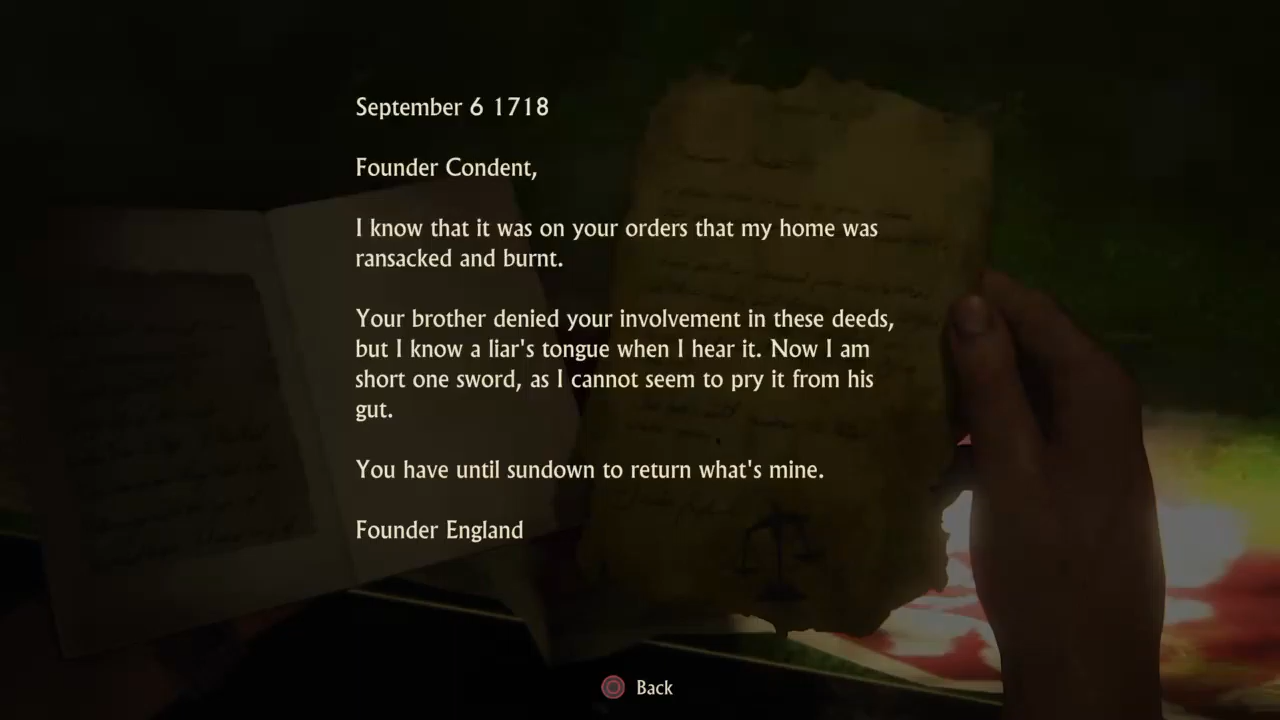 September 6 1718
Founder Condent,
I know that it was on your orders that my home was
ransacked and burnt.
Your brother denied your involvement in these deeds,
but I know a liar's tongue when I hear it. Now I am
short one sword, as I cannot seem to pry it from his
gut.
You have until sundown to return what's mine.
Founder England
Back